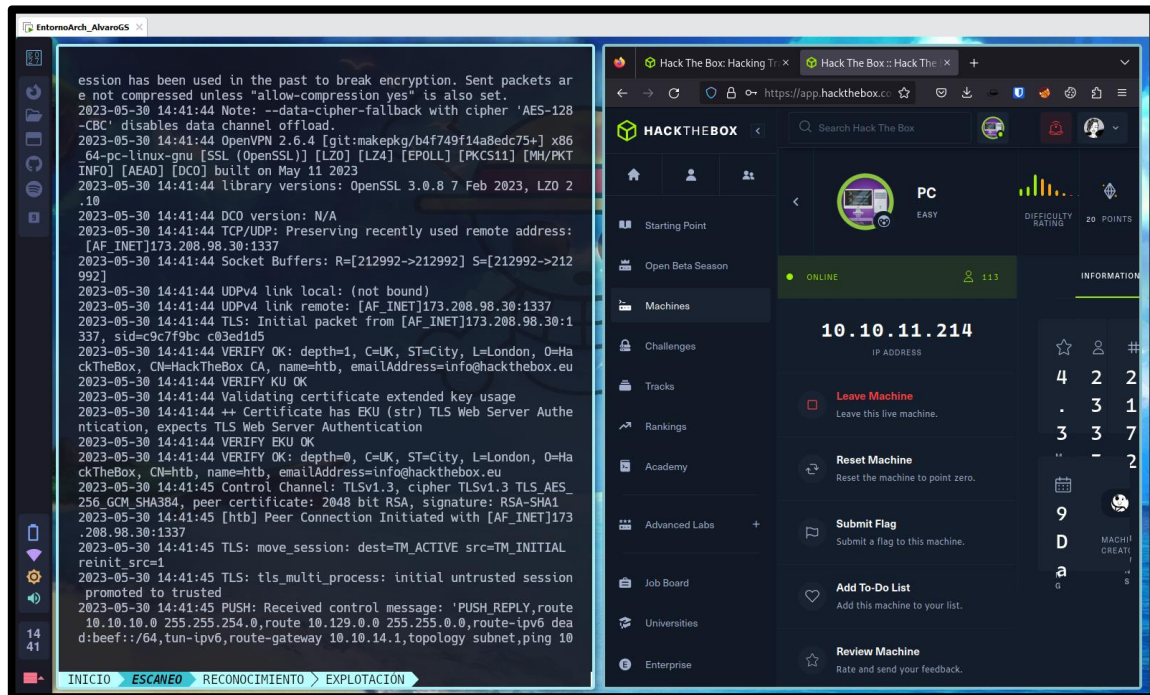 EntornoArch_AlvaroGS
ession has been used in the past to break encryption. Sent packets ar
e not compressed unless "allow-compression yes" is also set.
2023-05-30 14:41:44 Note: --data-cipher-fallback with cipher 'AES-128
-CBC' disables data channel offload.
2023-05-30 14:41:44 OpenVPN 2.6.4 [git:makepkg/b4f749f14a8edc75+] x86
_64-pc-linux-gnu [SSL (OpenSSL)] [LZO] [LZ4] [EPOLL] [PKCS11] [MH/PKT
INFO] [AEAD] [DCO] built on May 11 2023
2023-05-30 14:41:44 library versions: OpenSSL 3.0.8 7 Feb 2023, LZO 2
.10
2023-05-30 14:41:44 DCO version: N/A
2023-05-30 14:41:44 TCP/UDP: Preserving recently used remote address:
[AF_INET]173.208.98.30:1337
2023-05-30 14:41:44 Socket Buffers: R=[212992->212992] S=[212992->212
992]
2023-05-30 14:41:44 UDPv4 link local: (not bound)
2023-05-30 14:41:44 UDPv4 link remote: [AF_INET]173.208.98.30:1337
2023-05-30 14:41:44 TLS: Initial packet from [AF_INET]173.208.98.30:1
337, sid=c9c7f9bc c03ed1d5
2023-05-30 14:41:44 VERIFY OK: depth=1, C=UK, ST=City, L=London, O=Ha
ckTheBox, CN=HackTheBox CA, name=htb, emailAddress=info@hackthebox.eu
2023-05-30 14:41:44 VERIFY KU OK
2023-05-30 14:41:44 Validating certificate extended key usage
2023-05-30 14:41:44 ++ Certificate has EKU (str) TLS Web Server Authe
ntication, expects TLS Web Server Authentication
2023-05-30 14:41:44 VERIFY EKU OK
2023-05-30 14:41:44 VERIFY OK: depth=0, C=UK, ST=City, L=London, O=Ha
ckTheBox, CN=htb, name=htb, emailAddress=info@hackthebox.eu
2023-05-30 14:41:45 Control Channel: TLSv1.3, cipher TLSv1.3 TLS_AES_
256_GCM_SHA384, peer certificate: 2048 bit RSA, signature: RSA-SHA1
2023-05-30 14:41:45 [htb] Peer Connection Initiated with [AF_INET]173
.208.98.30:1337
2023-05-30 14:41:45 TLS: move_session: dest=TM_ACTIVE src=TM_INITIAL
reinit_src=1
2023-05-30 14:41:45 TLS: tls_multi_process: initial untrusted session
promoted to trusted
2023-05-30 14:41:45 PUSH: Received control message: 'PUSH_REPLY,route
10.10.10.0 255.255.254.0,route 10.129.0.0 255.255.0.0,route-ipv6 dea
d:beef::/64,tun-ipv6,route-gateway 10.10.14.1,topology subnet,ping 10
14
41
INICIO ESCANEO RECONOCIMIENTO EXPLOTACIÓN
Hack The Box: Hacking Tr
Hack The Box :: Hack The
https://app.hackthebox.co
HACKTHEBOX
Search Hack The Box
Starting Point
Open Beta Season
Machines
Challenges
Tracks
Rankings
Academy
Advanced Labs +
Job Board
Universities
Enterprise
PC
EASY
DIFFICULTY
RATING
20 POINTS
ONLINE
113
INFORMATION
10.10.11.214
IP ADDRESS
Leave Machine
Leave this live machine.
Reset Machine
Reset the machine to point zero.
Submit Flag
Submit a flag to this machine.
Add To-Do List
Add this machine to your list.
Review Machine
Rate and send your feedback.
4 2 2
. 3 1
3 3 7
2
9
D
a